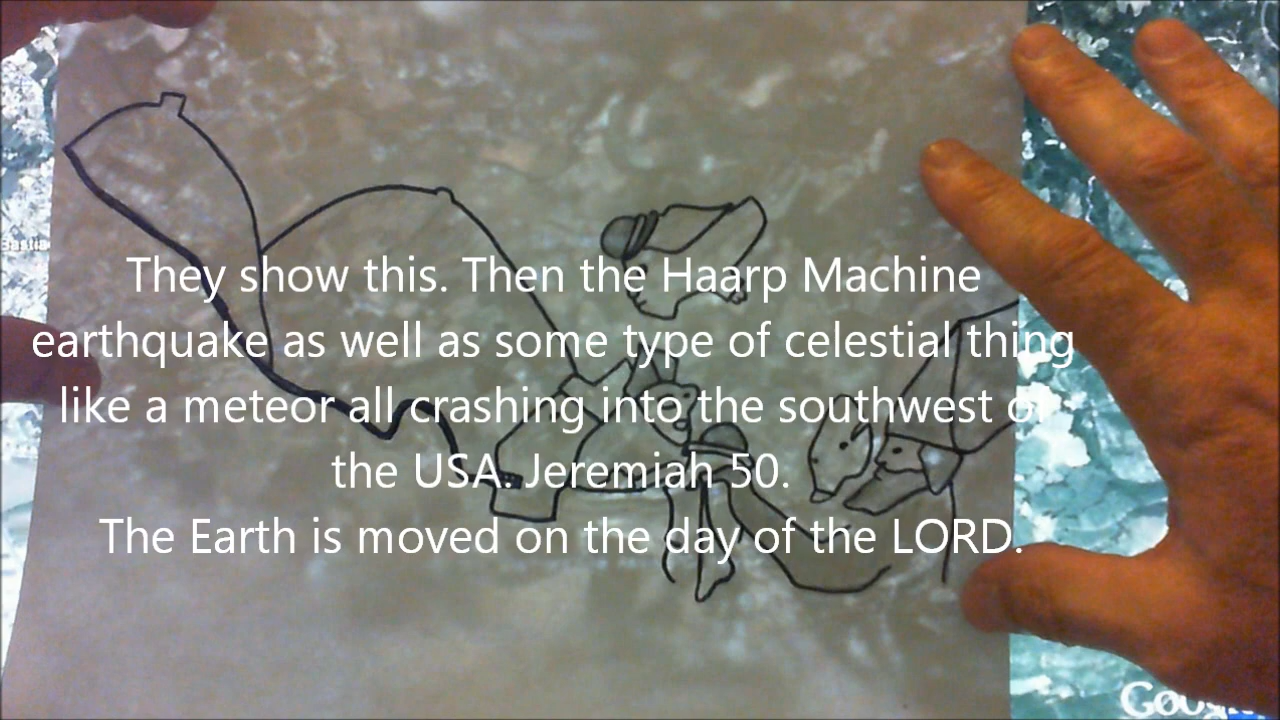 Bastia
They show this. Then the Haarp Machine
earthquake as well as some type of celestial thing
like a meteor all crashing into the southwest of
the USA. Jeremiah 50.
The Earth is moved on the day of the LORD.